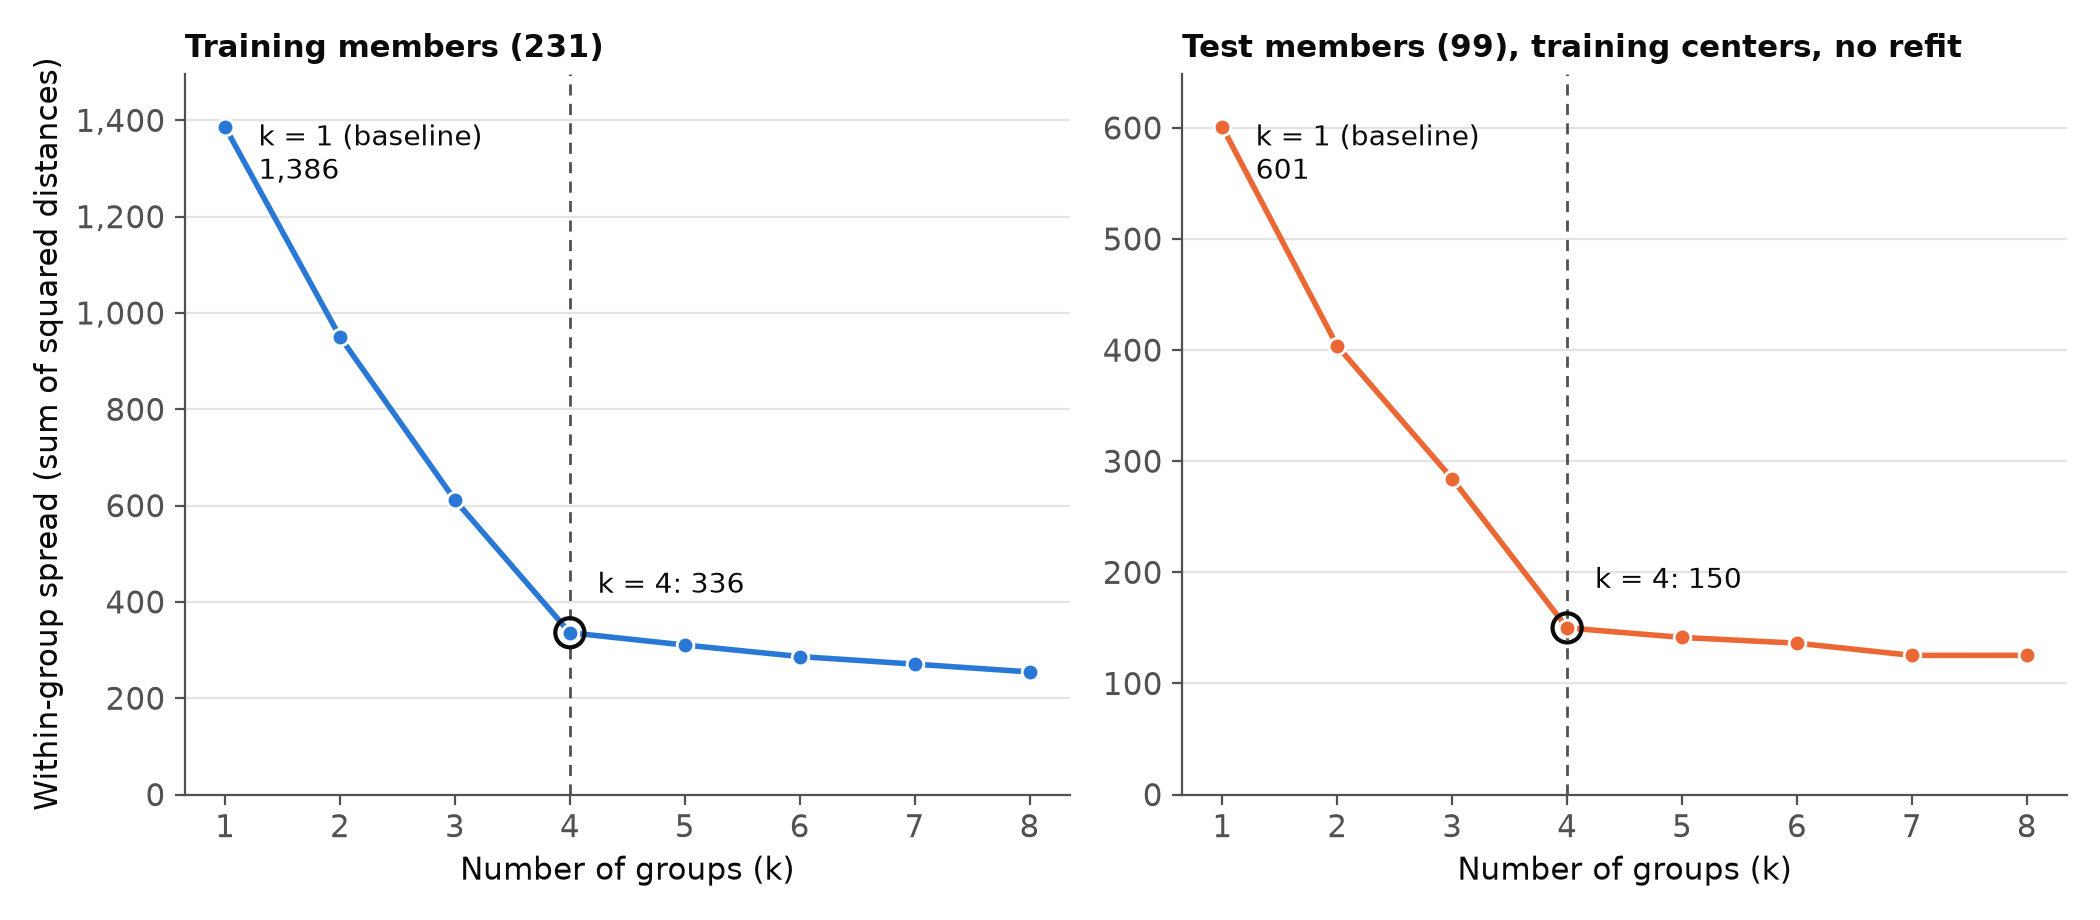 Training members (231)
Within-group spread (sum of squared distances)
1,400
1,200
1,000
800
600
400
200
0
k = 1 (baseline)
1,386
k = 4: 336
1 2 3 4 5 6 7 8
Number of groups (k)
Test members (99), training centers, no refit
600
500
400
300
200
100
0
k = 1 (baseline)
601
k = 4: 150
1 2 3 4 5 6 7 8
Number of groups (k)